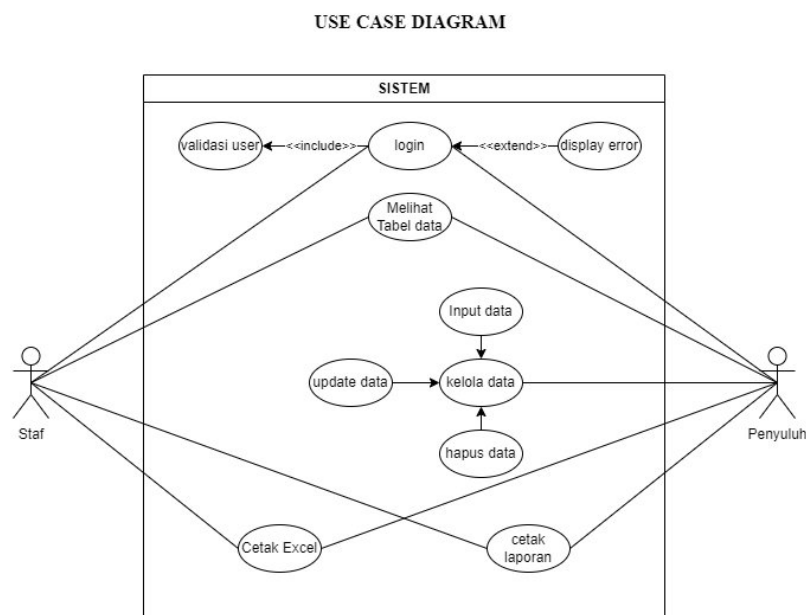 USE CASE DIAGRAM
SISTEM
validasi user
<<include>>
login
<<extend>>
display error
Melihat
Tabel data
Input data
update data
kelola data
hapus data
Staf
Penyuluh
Cetak Excel
cetak
laporan